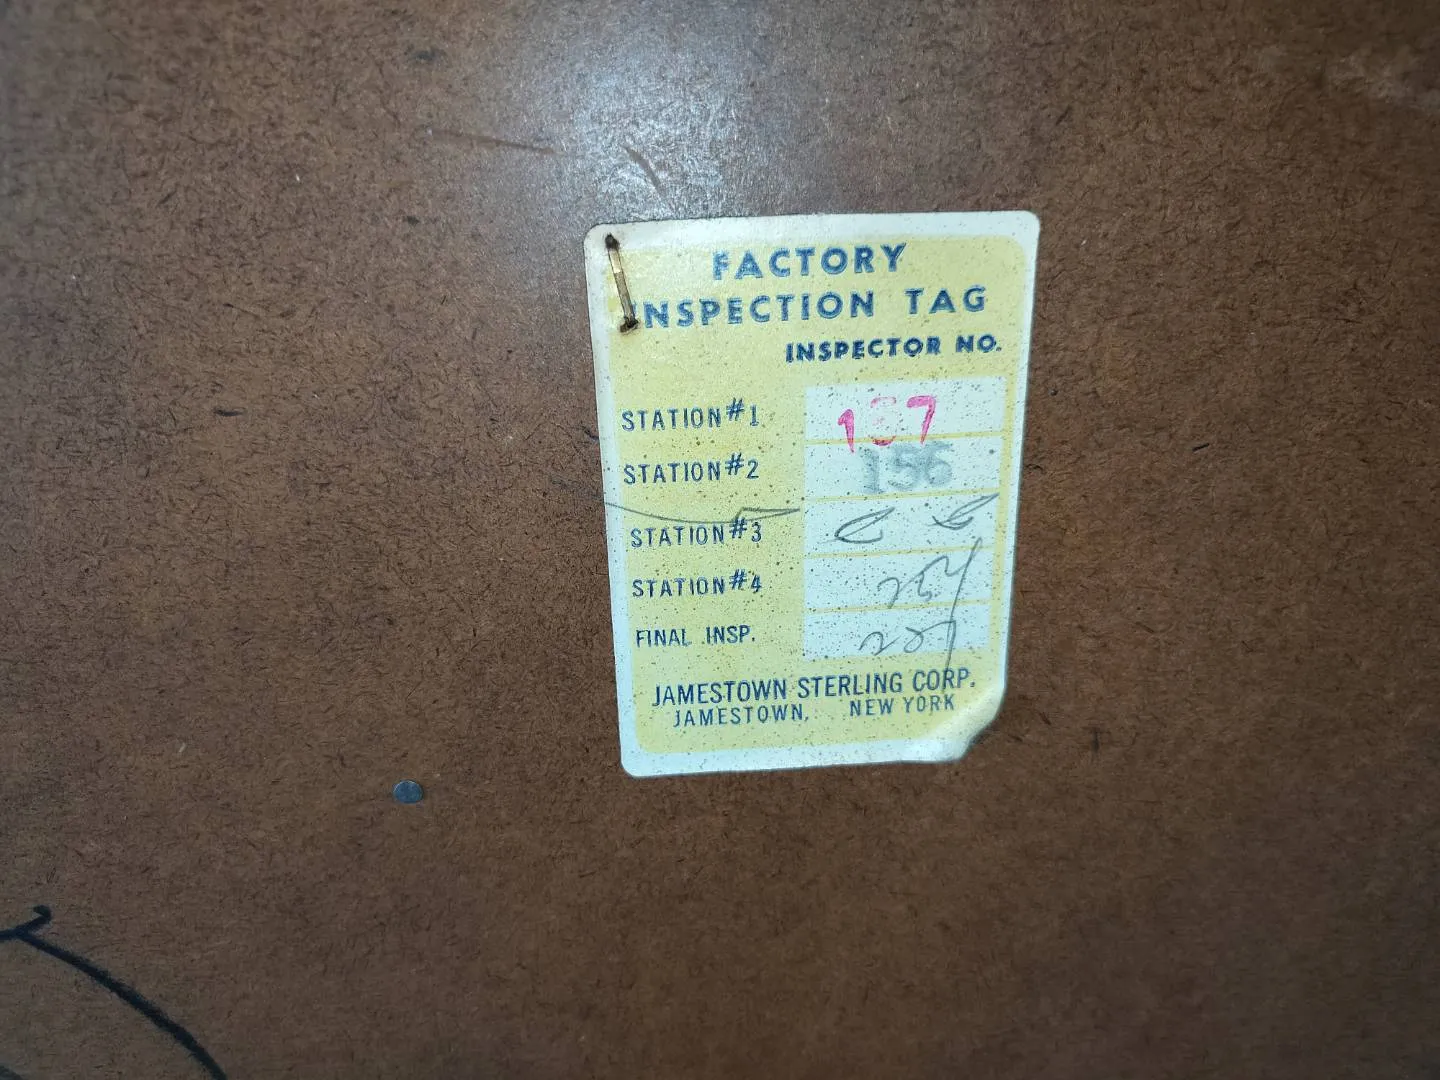 FACTORY
INSPECTION TAG
INSPECTOR NO.
STATION #1
STATION #2 156
STATION #3
STATION #4
FINAL INSP.
JAMESTOWN STERLING CORP.
JAMESTOWN, NEW YORK